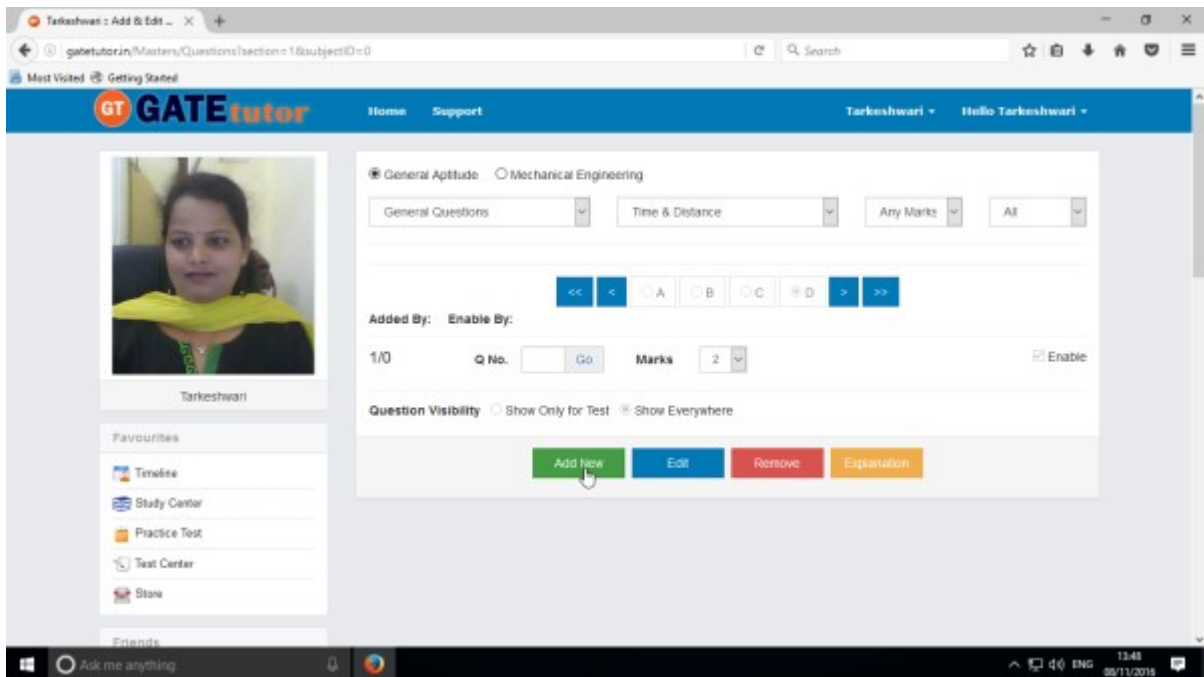 Tarkeshwari :: Add & Edit ...
gatetutor.in/Masters/Questions?section=1&subjectID=0
Search
Most Visited Getting Started
GT GATEtutor Home Support Tarkeshwari Hello Tarkeshwari
General Aptitude Mechanical Engineering
General Questions Time & Distance Any Marks All
<< < A B C D > >>
Added By: Enable By:
1/0 Q No. Go Marks 2 Enable
Tarkeshwari
Question Visibility Show Only for Test Show Everywhere
Favourites
Add New Edit Remove Explanation
Timeline
Study Center
Practice Test
Test Center
Store
Friends
Ask me anything
ENG 13:48
08/11/2016